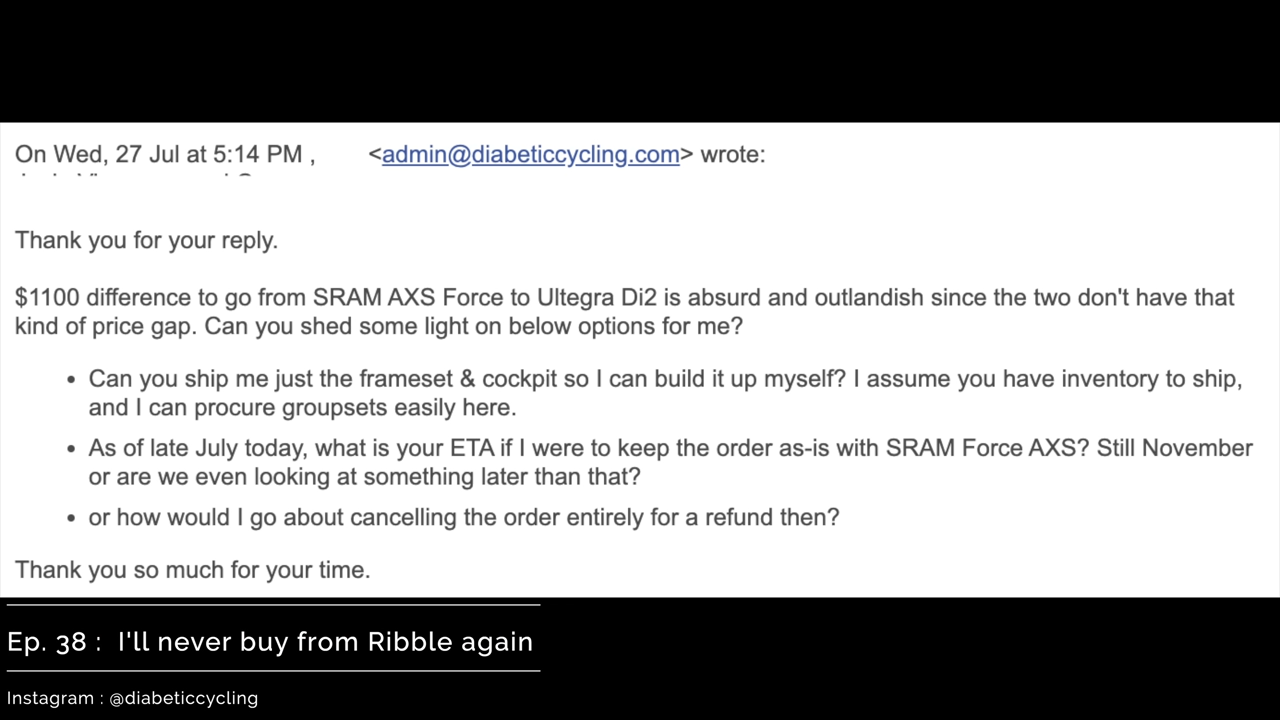 On Wed, 27 Jul at 5:14 PM , <admin@diabeticcycling.com> wrote:
Thank you for your reply.
$1100 difference to go from SRAM AXS Force to Ultegra Di2 is absurd and outlandish since the two don't have that
kind of price gap. Can you shed some light on below options for me?
• Can you ship me just the frameset & cockpit so I can build it up myself? I assume you have inventory to ship,
and I can procure groupsets easily here.
• As of late July today, what is your ETA if I were to keep the order as-is with SRAM Force AXS? Still November
or are we even looking at something later than that?
• or how would I go about cancelling the order entirely for a refund then?
Thank you so much for your time.
Ep. 38 : I'll never buy from Ribble again
Instagram : @diabeticcycling